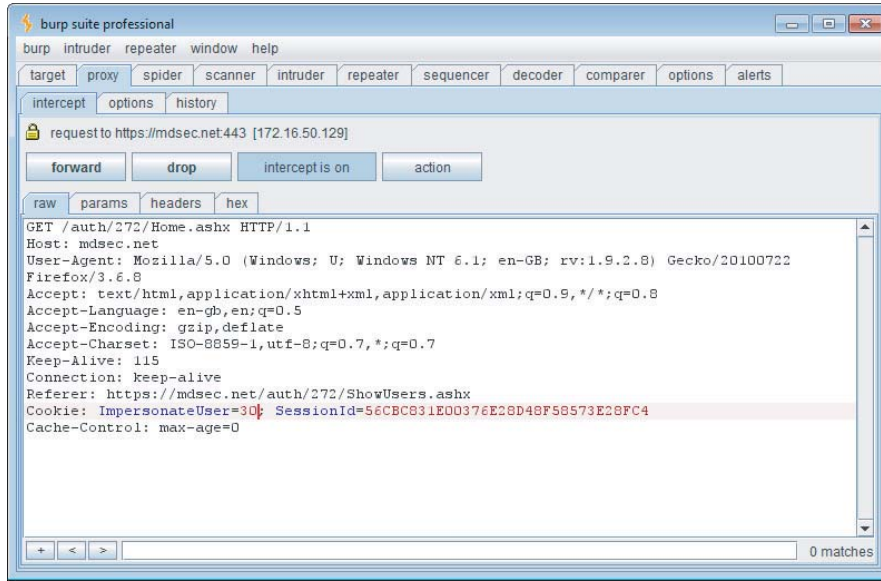 burp suite professional
burp intruder repeater window help
target proxy spider scanner intruder repeater sequencer decoder comparer options alerts
intercept options history
request to https://mdsec.net:443 [172.16.50.129]
forward drop intercept is on action
raw params headers hex
GET /auth/272/Home.ashx HTTP/1.1
Host: mdsec.net
User-Agent: Mozilla/5.0 (Windows; U; Windows NT 6.1; en-GB; rv:1.9.2.8) Gecko/20100722
Firefox/3.6.8
Accept: text/html,application/xhtml+xml,application/xml;q=0.9,*/*;q=0.8
Accept-Language: en-gb,en;q=0.5
Accept-Encoding: gzip,deflate
Accept-Charset: ISO-8859-1,utf-8;q=0.7,*;q=0.7
Keep-Alive: 115
Connection: keep-alive
Referer: https://mdsec.net/auth/272/ShowUsers.ashx
Cookie: ImpersonateUser=30; SessionId=56CBC831E00376E28D48F58573E28FC4
Cache-Control: max-age=0
+ < > 0 matches